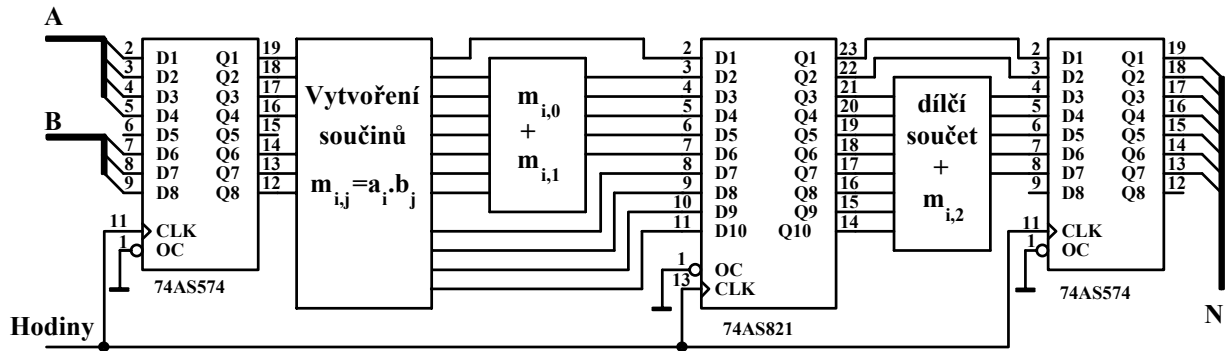 A
B
2 D1 Q1 19
3 D2 Q2 18
4 D3 Q3 17
5 D4 Q4 16
6 D5 Q5 15
7 D6 Q6 14
8 D7 Q7 13
9 D8 Q8 12
11 CLK
1 OC
74AS574
Vytvoření
součinů
m i,j =a i .b j
m i,0
+
m i,1
2 D1 Q1 23
3 D2 Q2 22
4 D3 Q3 21
5 D4 Q4 20
6 D5 Q5 19
7 D6 Q6 18
8 D7 Q7 17
9 D8 Q8 16
10 D9 Q9 15
11 D10 Q10 14
1 OC
13 CLK
74AS821
dílčí
součet
+
m i,2
2 D1 Q1 19
3 D2 Q2 18
4 D3 Q3 17
5 D4 Q4 16
6 D5 Q5 15
7 D6 Q6 14
8 D7 Q7 13
9 D8 Q8 12
11 CLK
1 OC
74AS574
N
Hodiny